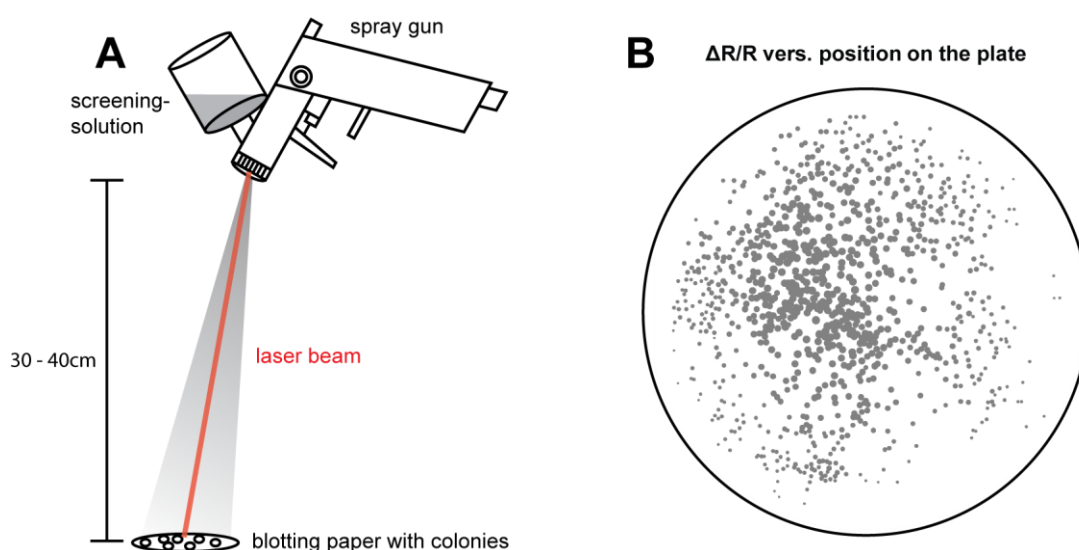 A
spray gun
screening-
solution
30 - 40cm
laser beam
blotting paper with colonies
B
ΔR/R vers. position on the plate